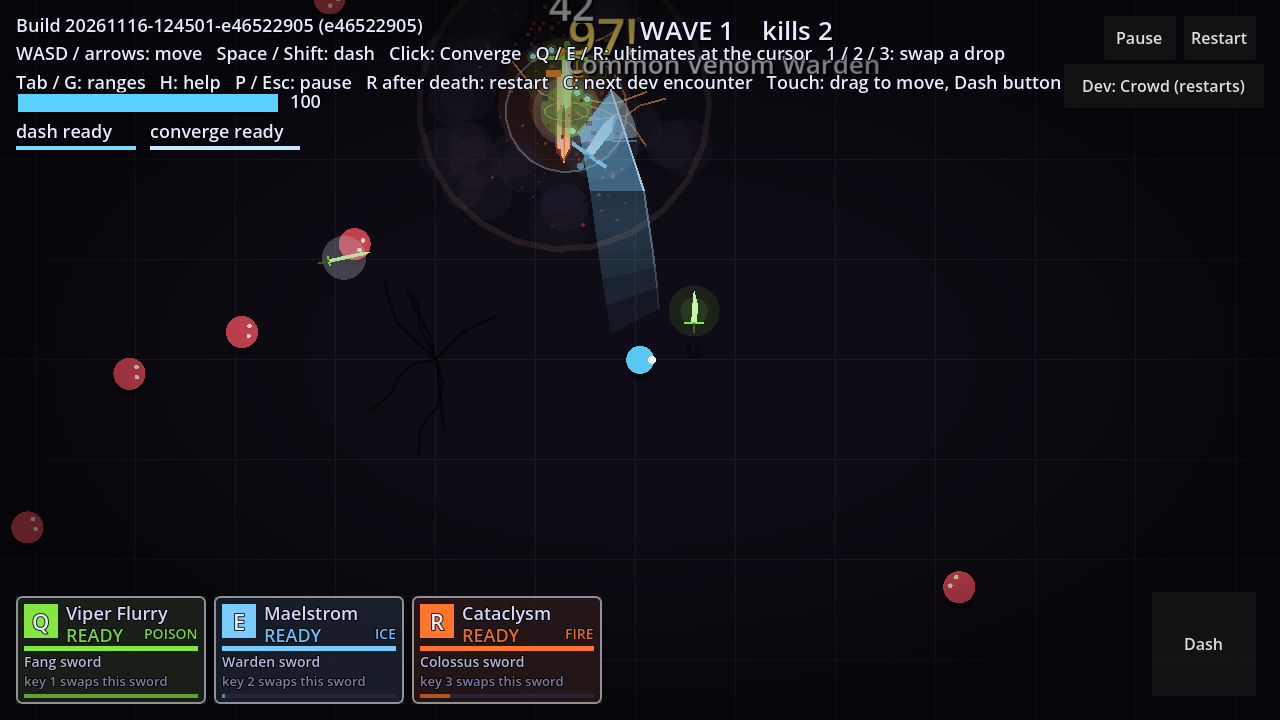 Build 20261116-124501-e46522905 (e46522905)
42
97!
WAVE 1 kills 2
WASD / arrows: move Space / Shift: dash Click: Converge Q / E / R: ultimates at the cursor 1 / 2 / 3: swap a drop
Common Venom Warden
Tab / G: ranges H: help P / Esc: pause R after death: restart C: next dev encounter Touch: drag to move, Dash button
100
dash ready converge ready
Pause
Restart
Dev: Crowd (restarts)
Q Viper Flurry
READY POISON
Fang sword
key 1 swaps this sword
E Maelstrom
READY ICE
Warden sword
key 2 swaps this sword
R Cataclysm
READY FIRE
Colossus sword
key 3 swaps this sword
Dash